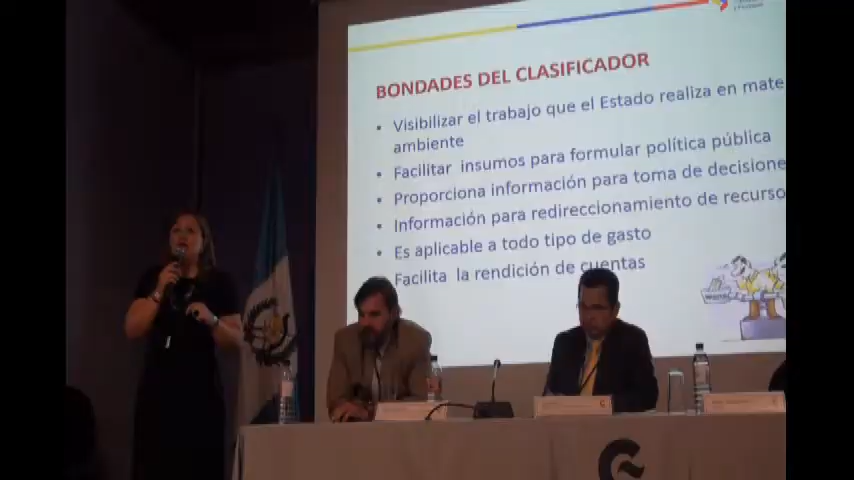 BONDADES DEL CLASIFICADOR
• Visibilizar el trabajo que el Estado realiza en mate
ambiente
• Facilitar insumos para formular política pública
• Proporciona información para toma de decisione
• Información para redireccionamiento de recurso
• Es aplicable a todo tipo de gasto
Facilita la rendición de cuentas